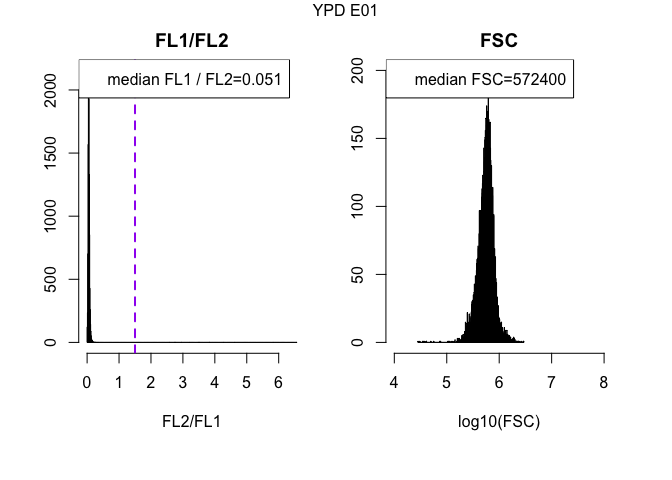 YPD E01
FL1/FL2
median FL1 / FL2=0.051
0
500
1000
1500
2000
0 1 2 3 4 5 6
FL2/FL1
FSC
median FSC=572400
0
50
100
150
200
4 5 6 7 8
log10(FSC)